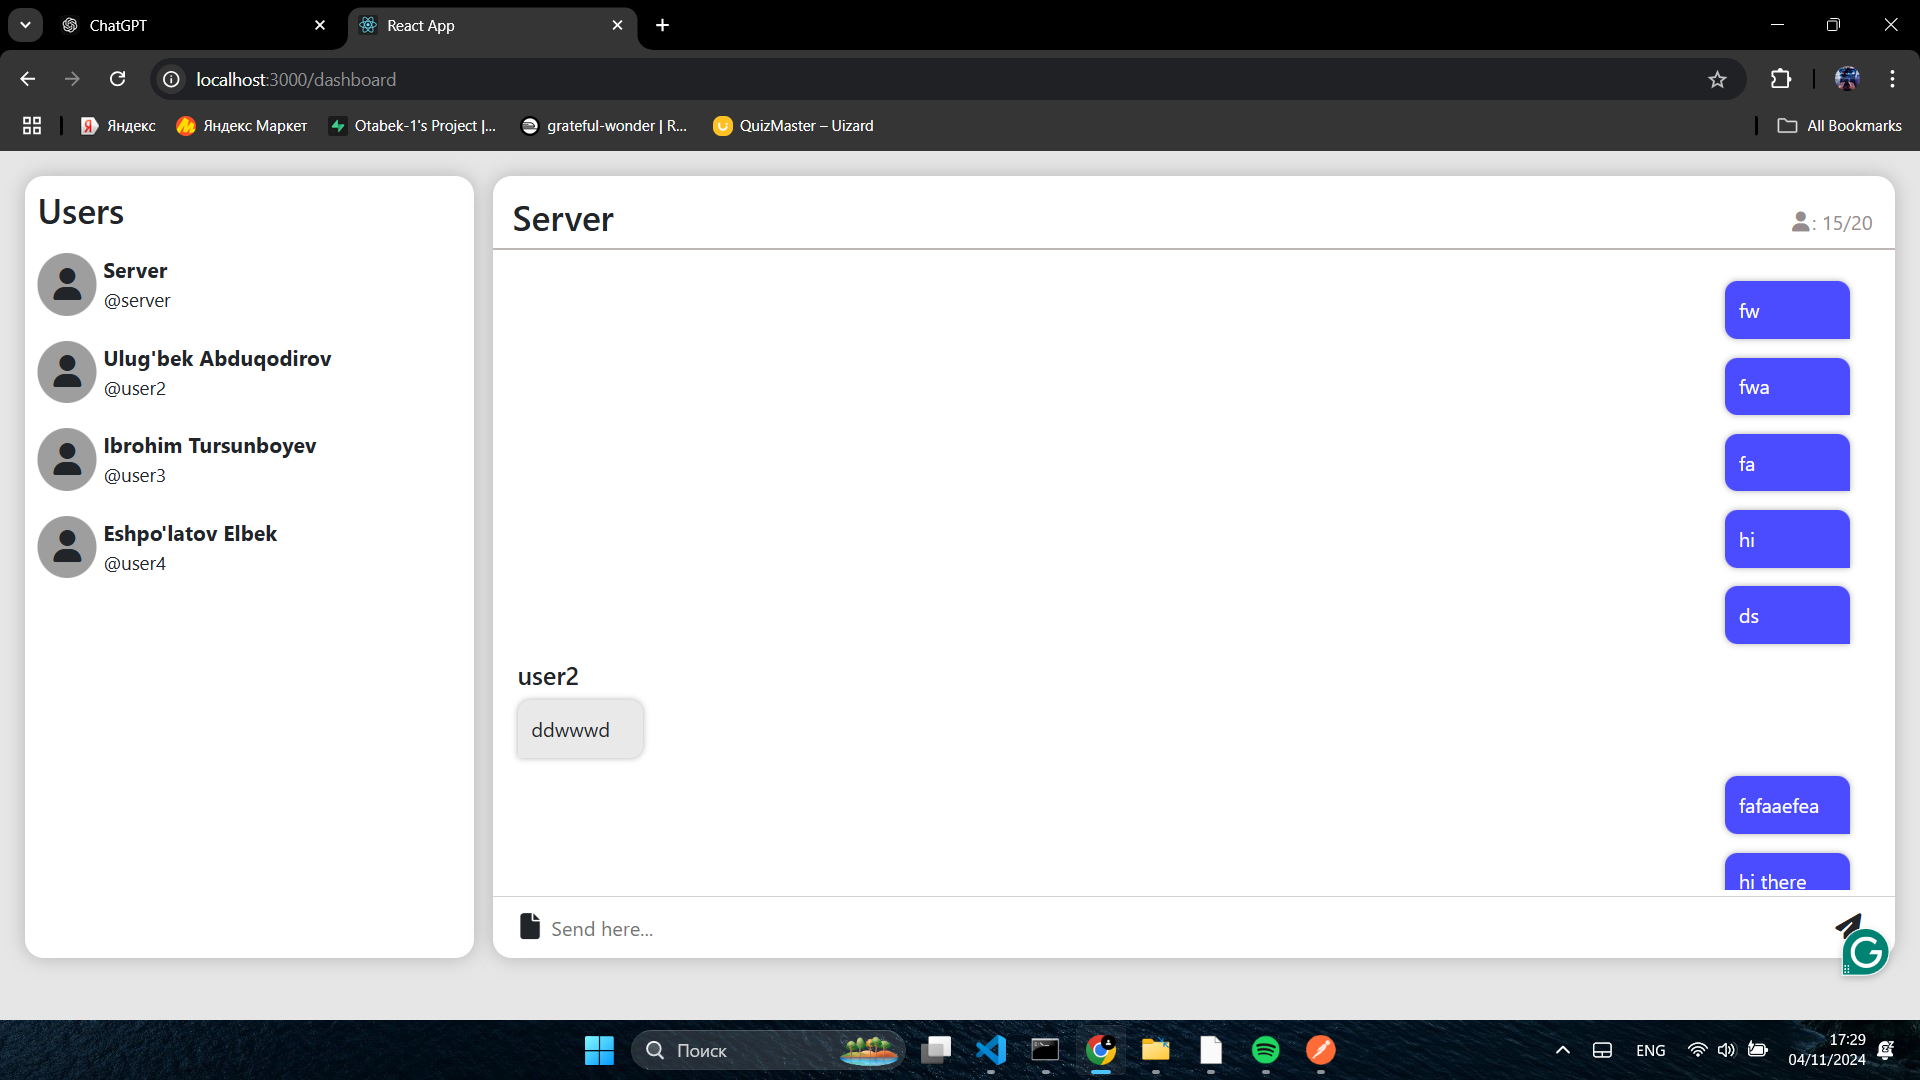 ChatGPT
React App
localhost:3000/dashboard
Яндекс
Яндекс Маркет
Otabek-1's Project |...
grateful-wonder | R...
QuizMaster – Uizard
All Bookmarks
Users
Server
@server
Ulug'bek Abduqodirov
@user2
Ibrohim Tursunboyev
@user3
Eshpo'latov Elbek
@user4
Server
: 15/20
fw
fwa
fa
hi
ds
user2
ddwwwd
fafaaefea
hi there
Send here...
Поиск
ENG
17:29
04/11/2024